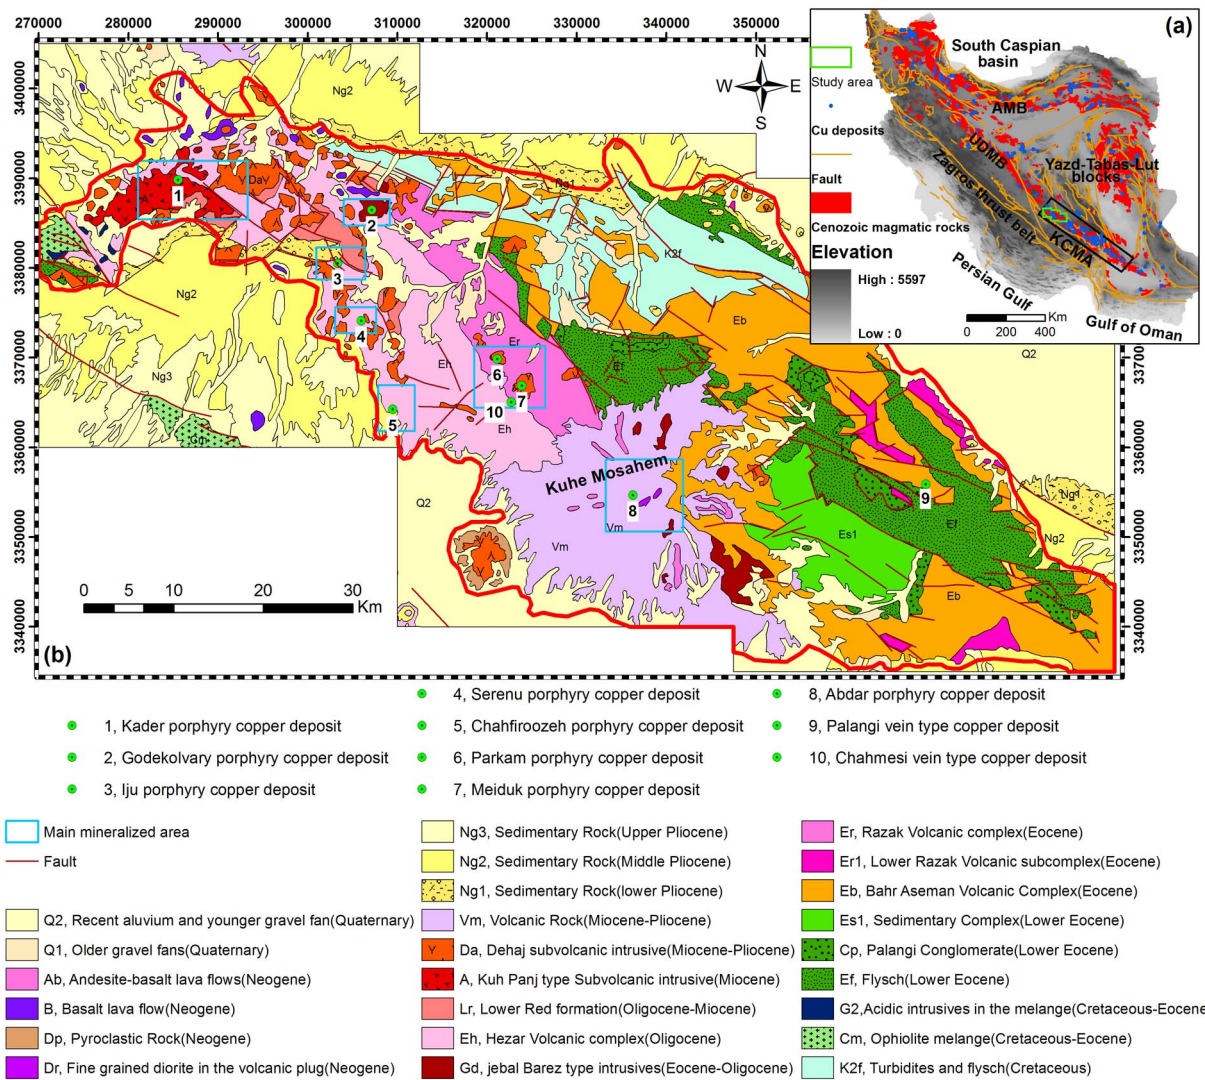 270000 280000 290000 300000 310000 320000 330000 340000 350000
3400000
3390000
3380000
3370000
3360000
3350000
3340000
N
W E
S
(a)
South Caspian
basin
AMB
UDMB
Yazd-Tabas-Lut
blocks
Zagros thrust belt
KCMA
Persian Gulf
Gulf of Oman
Study area
Cu deposits
Fault
Cenozoic magmatic rocks
Elevation
High : 5597
Low : 0
0 200 400 Km
3370000
3360000
3350000
3340000
Ng2
DaV
Ng1
1
2
K2f
A
3
Ng2
4
Eb
Er
Ef
Q2
Ng3
Eh
6
7
10
5
Eh
Cm
Kuhe Mosahem
9
Ng1
Q2
8
Vm
Ef
Vm
Es1
Ng2
Eb
0 5 10 20 30
Km
(b)
1, Kader porphyry copper deposit
2, Godekolvary porphyry copper deposit
3, Iju porphyry copper deposit
4, Serenu porphyry copper deposit
5, Chahfiroozeh porphyry copper deposit
6, Parkam porphyry copper deposit
7, Meiduk porphyry copper deposit
8, Abdar porphyry copper deposit
9, Palangi vein type copper deposit
10, Chahmesi vein type copper deposit
Main mineralized area
Fault
Q2, Recent aluvium and younger gravel fan(Quaternary)
Q1, Older gravel fans(Quaternary)
Ab, Andesite-basalt lava flows(Neogene)
B, Basalt lava flow(Neogene)
Dp, Pyroclastic Rock(Neogene)
Dr, Fine grained diorite in the volcanic plug(Neogene)
Ng3, Sedimentary Rock(Upper Pliocene)
Ng2, Sedimentary Rock(Middle Pliocene)
Ng1, Sedimentary Rock(lower Pliocene)
Vm, Volcanic Rock(Miocene-Pliocene)
Da, Dehaj subvolcanic intrusive(Miocene-Pliocene)
A, Kuh Panj type Subvolcanic intrusive(Miocene)
Lr, Lower Red formation(Oligocene-Miocene)
Eh, Hezar Volcanic complex(Oligocene)
Gd, jebal Barez type intrusives(Eocene-Oligocene)
Er, Razak Volcanic complex(Eocene)
Er1, Lower Razak Volcanic subcomplex(Eocene)
Eb, Bahr Aseman Volcanic Complex(Eocene)
Es1, Sedimentary Complex(Lower Eocene)
Cp, Palangi Conglomerate(Lower Eocene)
Ef, Flysch(Lower Eocene)
G2,Acidic intrusives in the melange(Cretaceous-Eocene
Cm, Ophiolite melange(Cretaceous-Eocene)
K2f, Turbidites and flysch(Cretaceous)